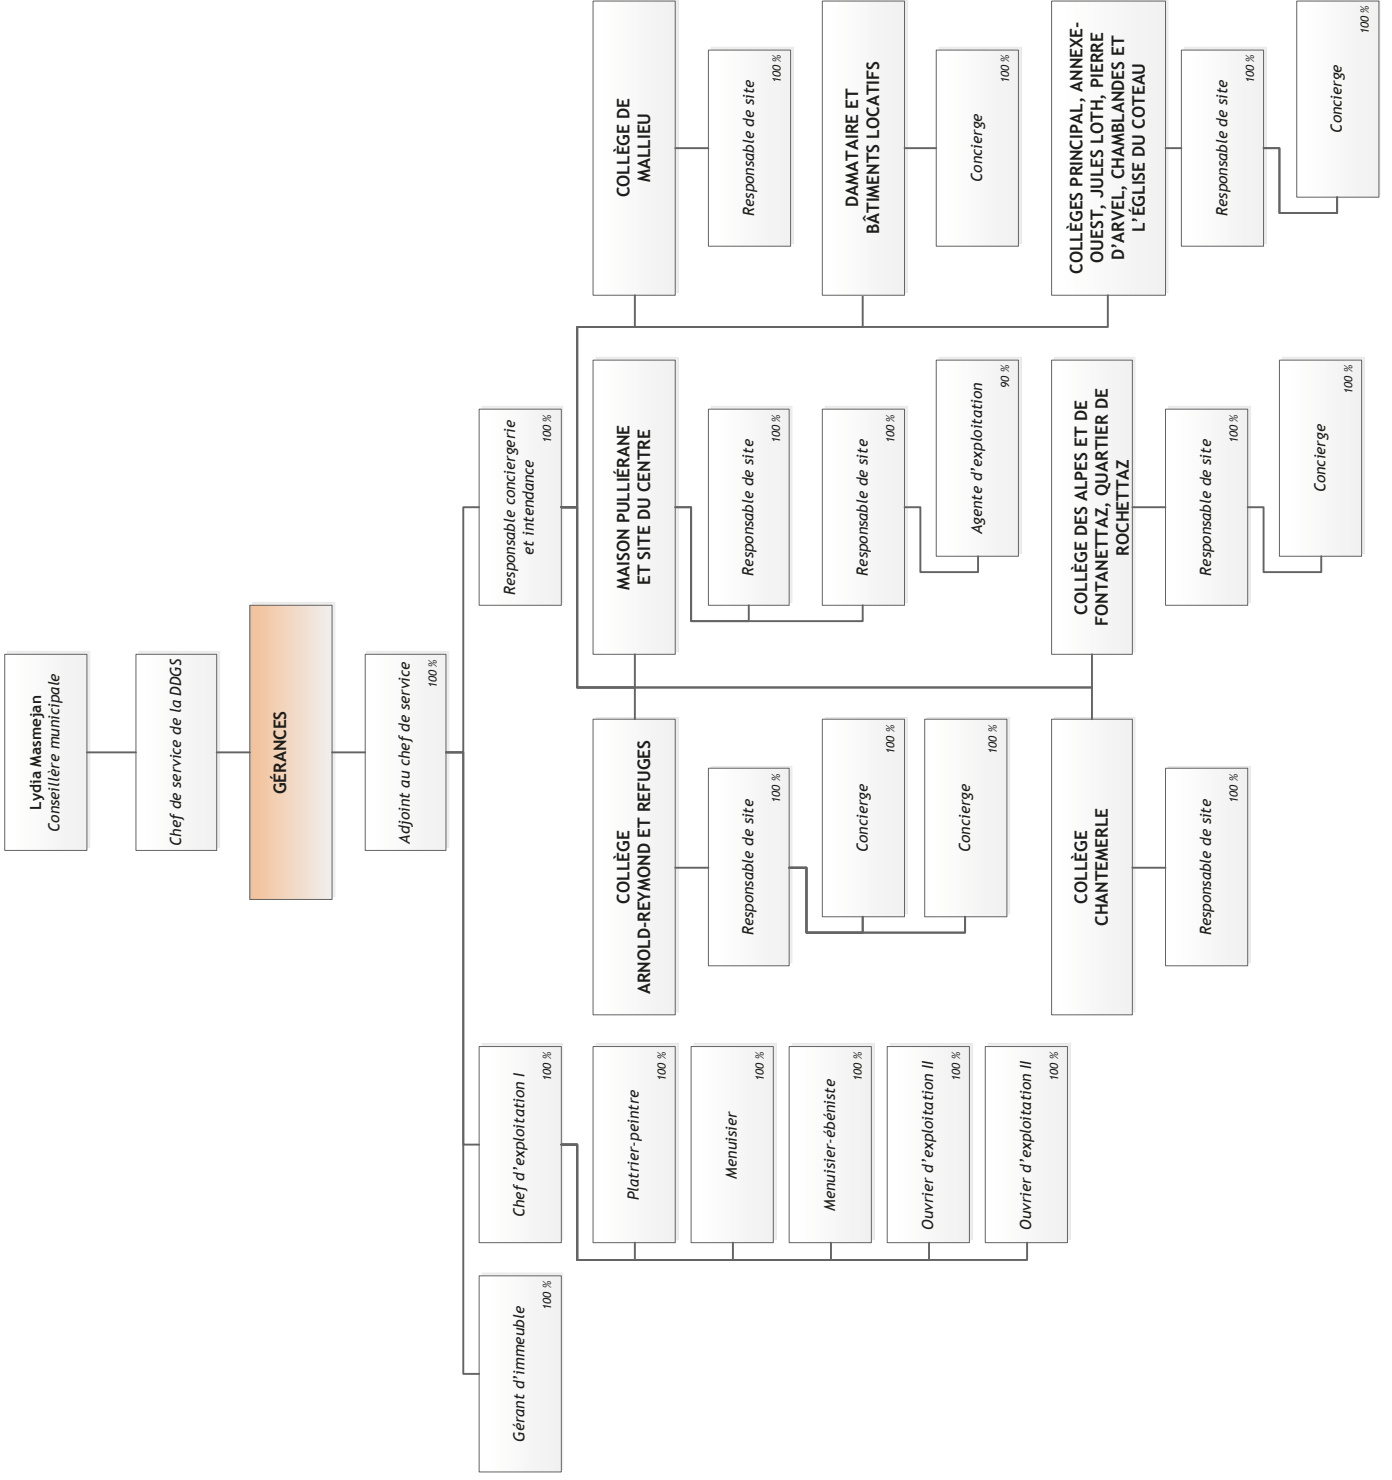 Lydia Masmejan
Conseillère municipale
Chef de service de la DDGS
GÉRANCES
Adjoint au chef de service
100 %
Gérant d'immeuble
100 %
Chef d'exploitation I
100 %
Platrier-peintre
100 %
Menuisier
100 %
Menuisier-ébéniste
100 %
Ouvrier d'exploitation II
100 %
Ouvrier d'exploitation II
100 %
Responsable conciergerie
et intendance
100 %
COLLÈGE
ARNOLD-REYMOND ET REFUGES
Responsable de site
100 %
Concierge
100 %
Concierge
100 %
MAISON PULLIÉRANE
ET SITE DU CENTRE
Responsable de site
100 %
Responsable de site
100 %
Agente d'exploitation
90 %
COLLÈGE DE
MALLIEU
Responsable de site
100 %
DAMATAIRE ET
BÂTIMENTS LOCATIFS
Concierge
100 %
COLLÈGE
CHANTEMERLE
Responsable de site
100 %
COLLÈGE DES ALPES ET DE
FONTANETTAZ, QUARTIER DE
ROCHETTAZ
Responsable de site
100 %
Concierge
100 %
COLLÈGES PRINCIPAL, ANNEXE-
OUEST, JULES LOTH, PIERRE
D'ARVEL, CHAMBLANDES ET
L'ÉGLISE DU COTEAU
Responsable de site
100 %
Concierge
100 %